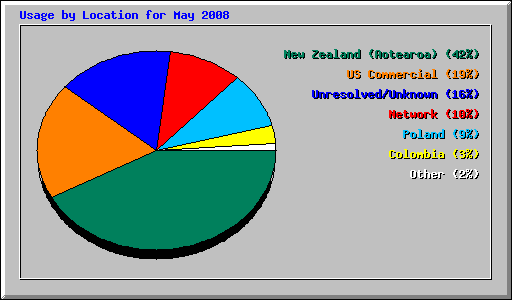 Usage by Location for May 2008
New Zealand (Aotearoa) (42%)
US Commercial (19%)
Unresolved/Unknown (16%)
Network (10%)
Poland (9%)
Colombia (3%)
Other (2%)